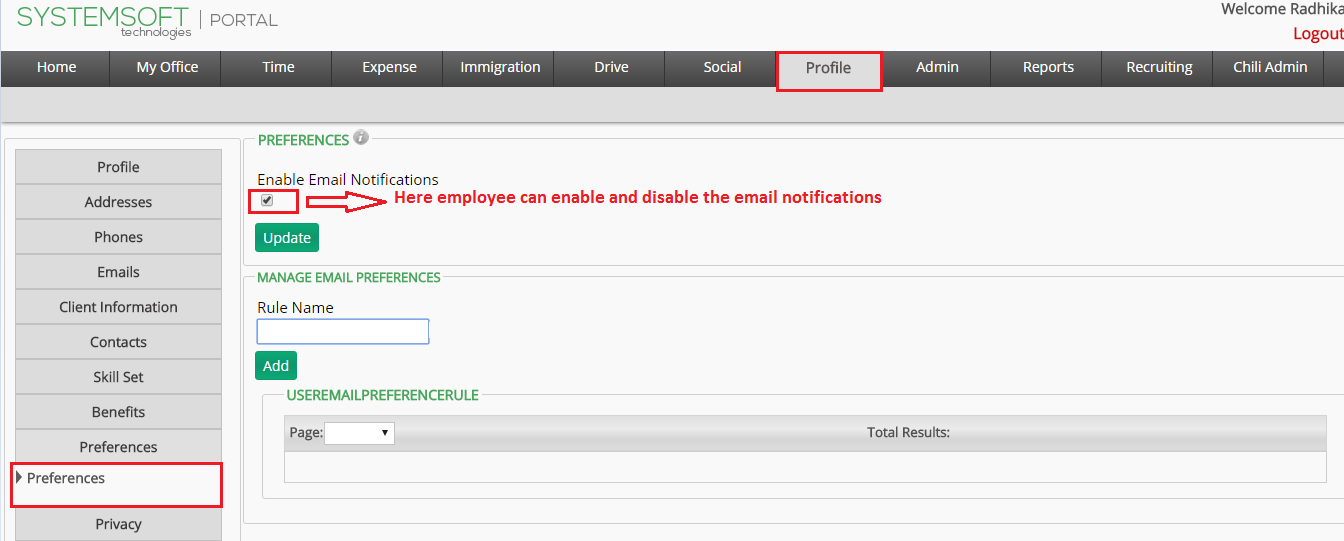 SYSTEMSOFT | PORTAL
technologies
Welcome Radhika
Logout
Home My Office Time Expense Immigration Drive Social Profile Admin Reports Recruiting Chili Admin
Profile
Addresses
Phones
Emails
Client Information
Contacts
Skill Set
Benefits
Preferences
Preferences
Privacy
PREFERENCES i
Enable Email Notifications
Here employee can enable and disable the email notifications
Update
MANAGE EMAIL PREFERENCES
Rule Name
Add
USEREMAILPREFERENCERULE
Page: Total Results: